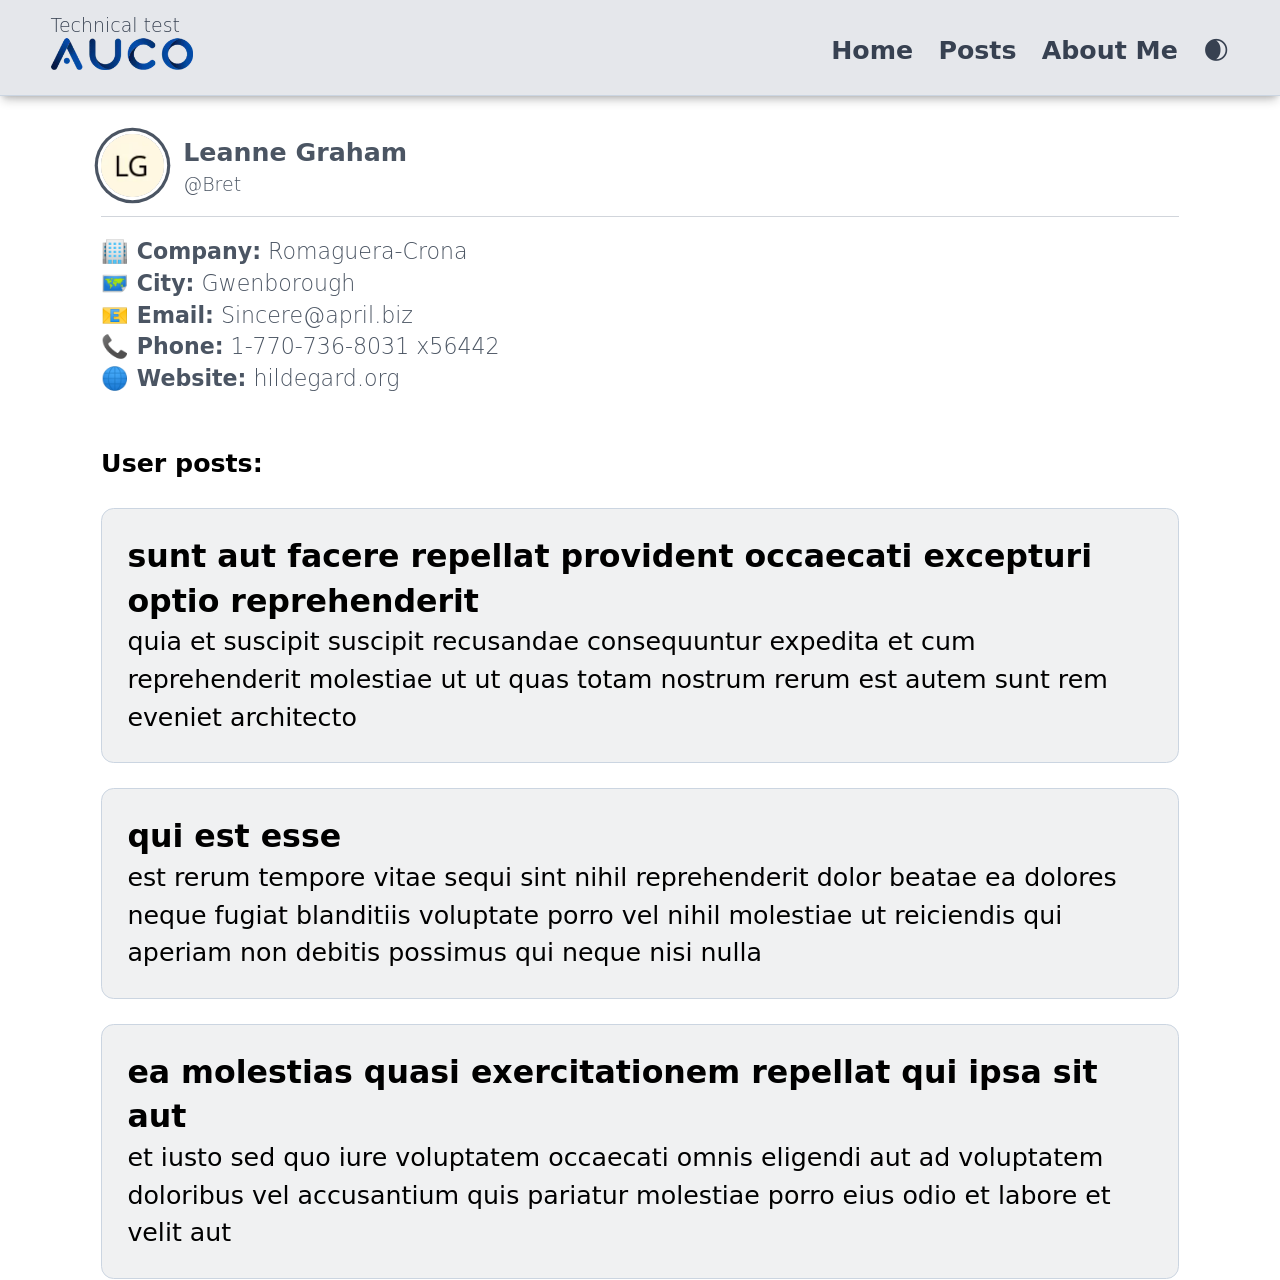 Technical test
AUCO
Home Posts About Me
LG
Leanne Graham
@Bret
Company: Romaguera-Crona
City: Gwenborough
Email: Sincere@april.biz
Phone: 1-770-736-8031 x56442
Website: hildegard.org
User posts:
sunt aut facere repellat provident occaecati excepturi
optio reprehenderit
quia et suscipit suscipit recusandae consequuntur expedita et cum
reprehenderit molestiae ut ut quas totam nostrum rerum est autem sunt rem
eveniet architecto
qui est esse
est rerum tempore vitae sequi sint nihil reprehenderit dolor beatae ea dolores
neque fugiat blanditiis voluptate porro vel nihil molestiae ut reiciendis qui
aperiam non debitis possimus qui neque nisi nulla
ea molestias quasi exercitationem repellat qui ipsa sit
aut
et iusto sed quo iure voluptatem occaecati omnis eligendi aut ad voluptatem
doloribus vel accusantium quis pariatur molestiae porro eius odio et labore et
velit aut